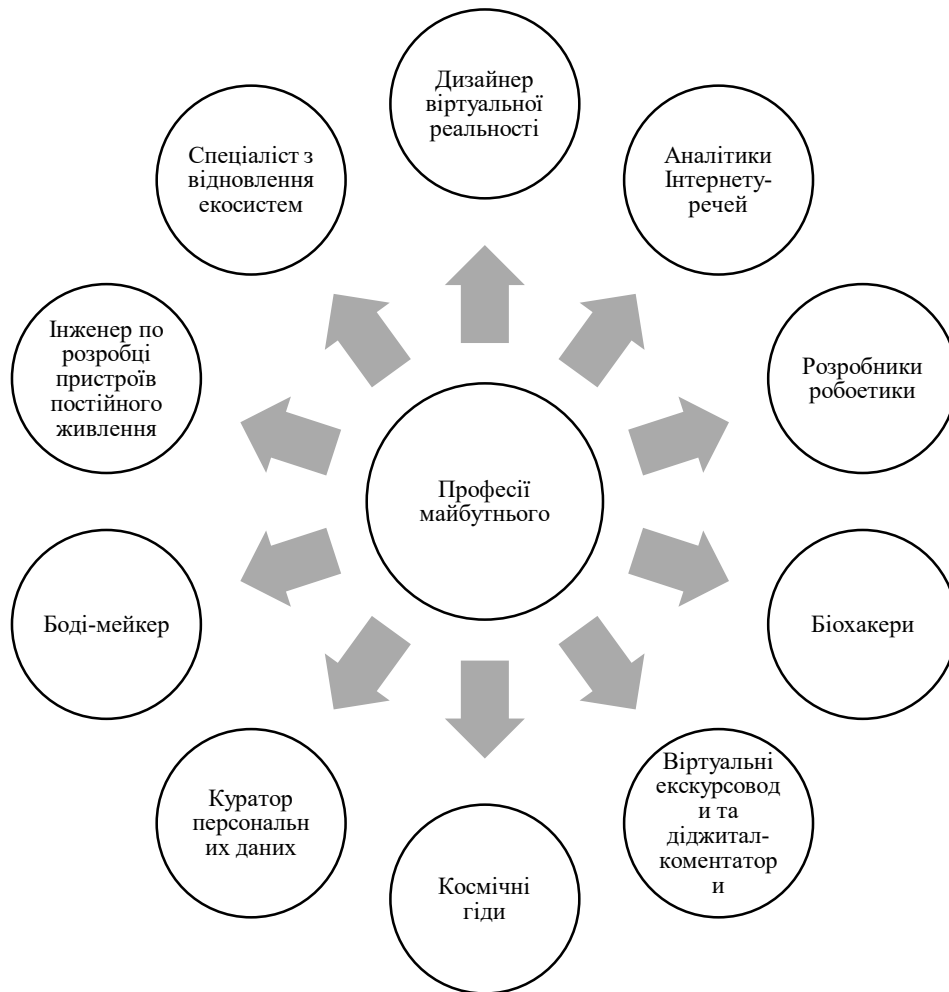 Дизайнер
віртуальної
реальності
Аналітики
Інтернету-
речей
Розробники
робоетики
Біохакери
Віртуальні
екскурсовод
и та
діджитал-
коментатор
и
Космічні
гіди
Куратор
персональн
их даних
Боді-мейкер
Інженер по
розробці
пристроїв
постійного
живлення
Спеціаліст з
відновлення
екосистем
Професії
майбутнього